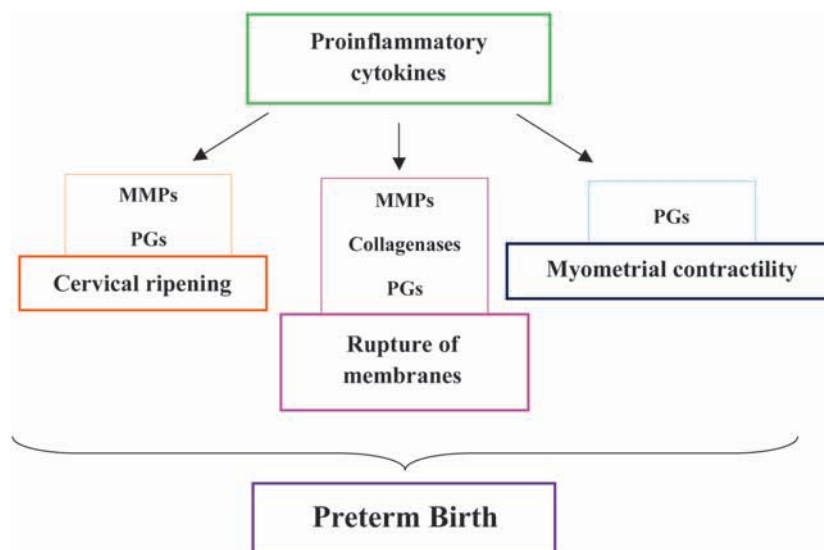 Proinflammatory
cytokines
MMPs
PGs
Cervical ripening
MMPs
Collagenases
PGs
Rupture of
membranes
PGs
Myometrial contractility
Preterm Birth